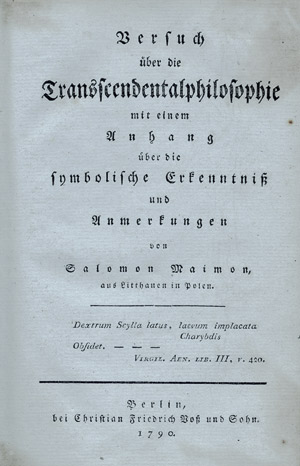 Versuch
über die
Transscendentalphilosophie
mit einem
Anhang
über die
symbolische Erkenntniß
und
Anmerkungen
von
Salomon Maimon,
aus Litthauen in Polen.
Dextrum Scylla latus, laevum implacata
Charybdis
Obsidet. — — —
VIRGIL. AEN. LIB. III, v. 420.
Berlin,
bei Christian Friedrich Voß und Sohn.
1790.